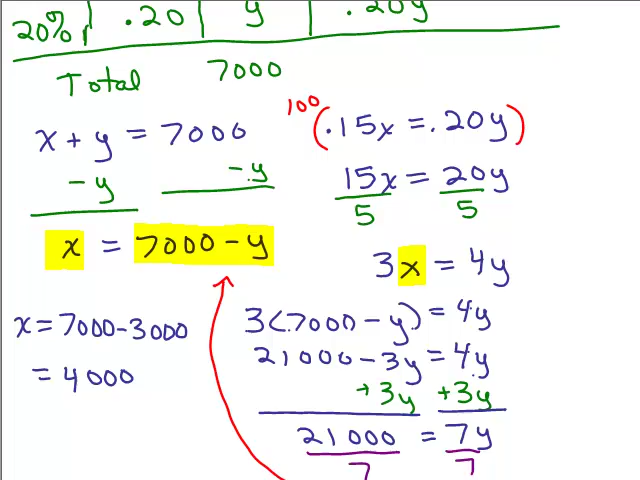 20% .20 y .20y
Total 7000
x + y = 7000
-y -y
x = 7000 - y
x = 7000 - 3000
= 4000
100 (.15x = .20y)
15x = 20y
5 5
3x = 4y
3(7000 - y) = 4y
21000 - 3y = 4y
+3y +3y
21000 = 7y
7 7